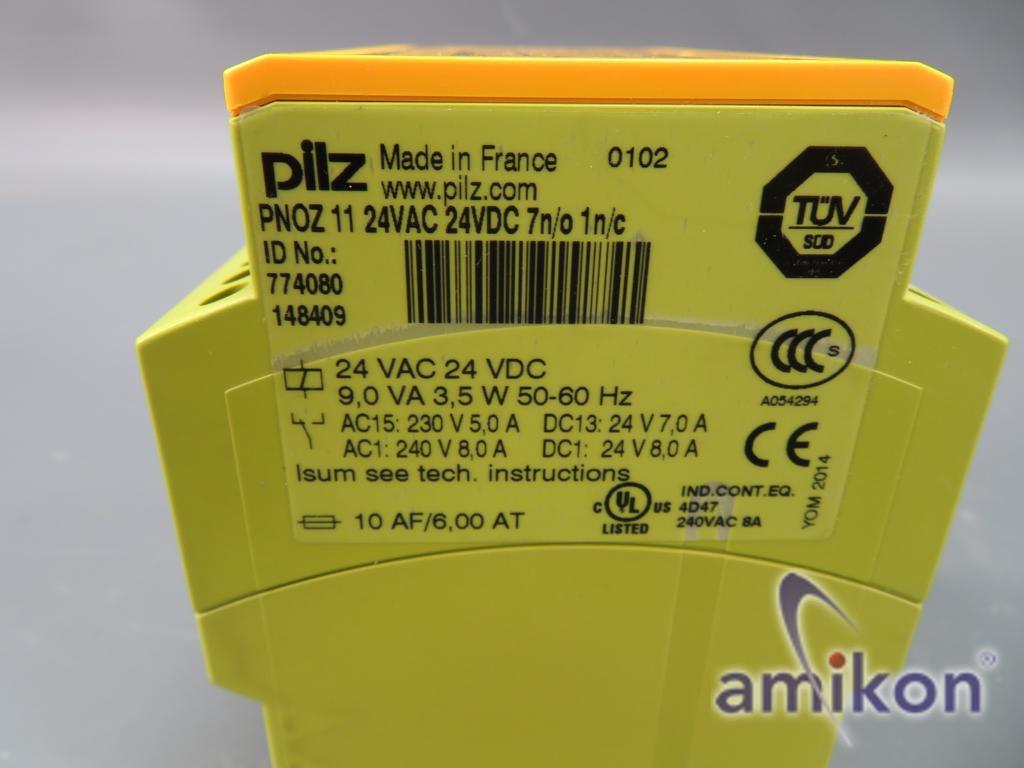 pilz Made in France 0102
www.pilz.com
PNOZ 11 24VAC 24VDC 7n/o 1n/c
ID No.:
774080
148409
TÜV
SÜD
CCC S
A054294
24 VAC 24 VDC
9,0 VA 3,5 W 50-60 Hz
AC15: 230 V 5,0 A DC13: 24 V 7,0 A
AC1: 240 V 8,0 A DC1: 24 V 8,0 A
CE
Isum see tech. instructions
YOM 2014
10 AF/6,00 AT
C UL US
LISTED
IND.CONT.EQ.
4D47
240VAC 8A
amikon®